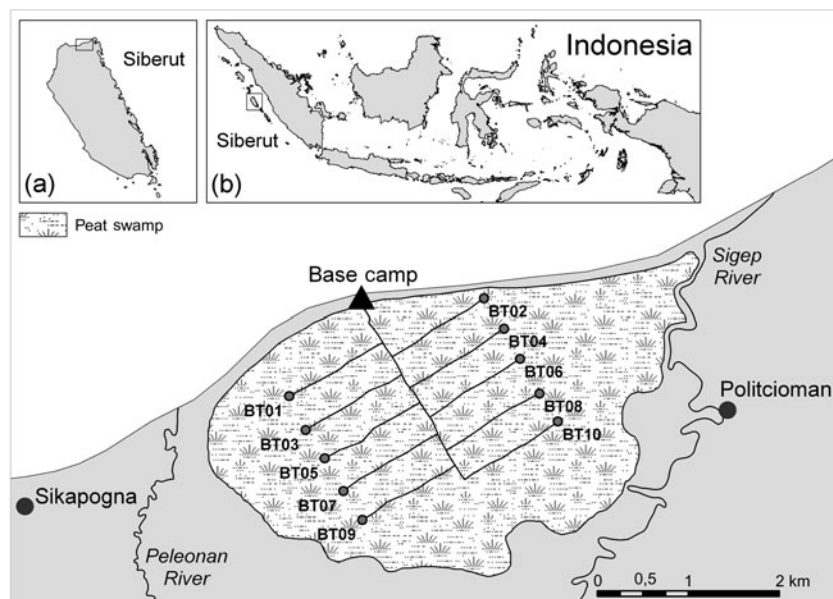 Siberut
(a)
Indonesia
Siberut
(b)
Peat swamp
Base camp
Sigep
River
BT02
BT04
BT06
BT01
BT08
Politcioman
BT10
BT03
BT05
BT07
Sikapogna
BT09
Peleonan
River
0 0,5 1 2 km